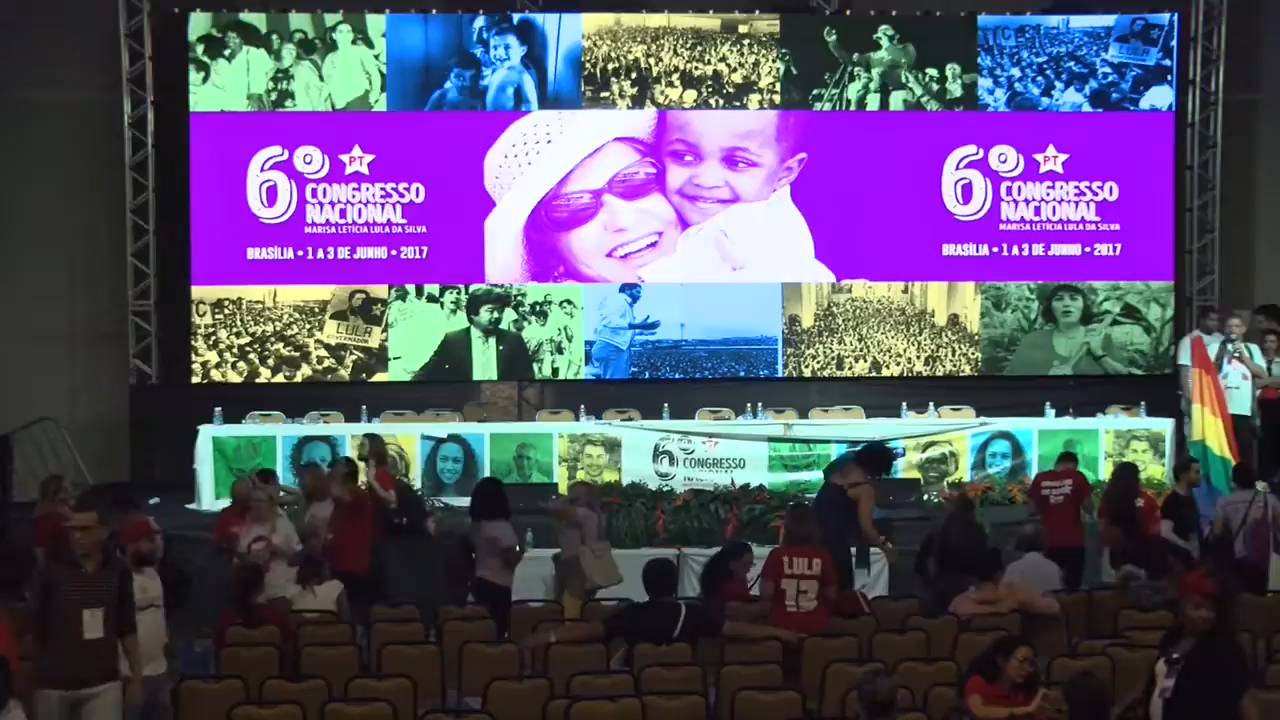 LULA
6º
PT
CONGRESSO
NACIONAL
MARISA LETÍCIA LULA DA SILVA
BRASÍLIA • 1 A 3 DE JUNHO • 2017
6º
PT
CONGRESSO
NACIONAL
MARISA LETÍCIA LULA DA SILVA
BRASÍLIA • 1 A 3 DE JUNHO • 2017
LULA
GOVERNADOR
6º
CONGRESSO
LULA
13